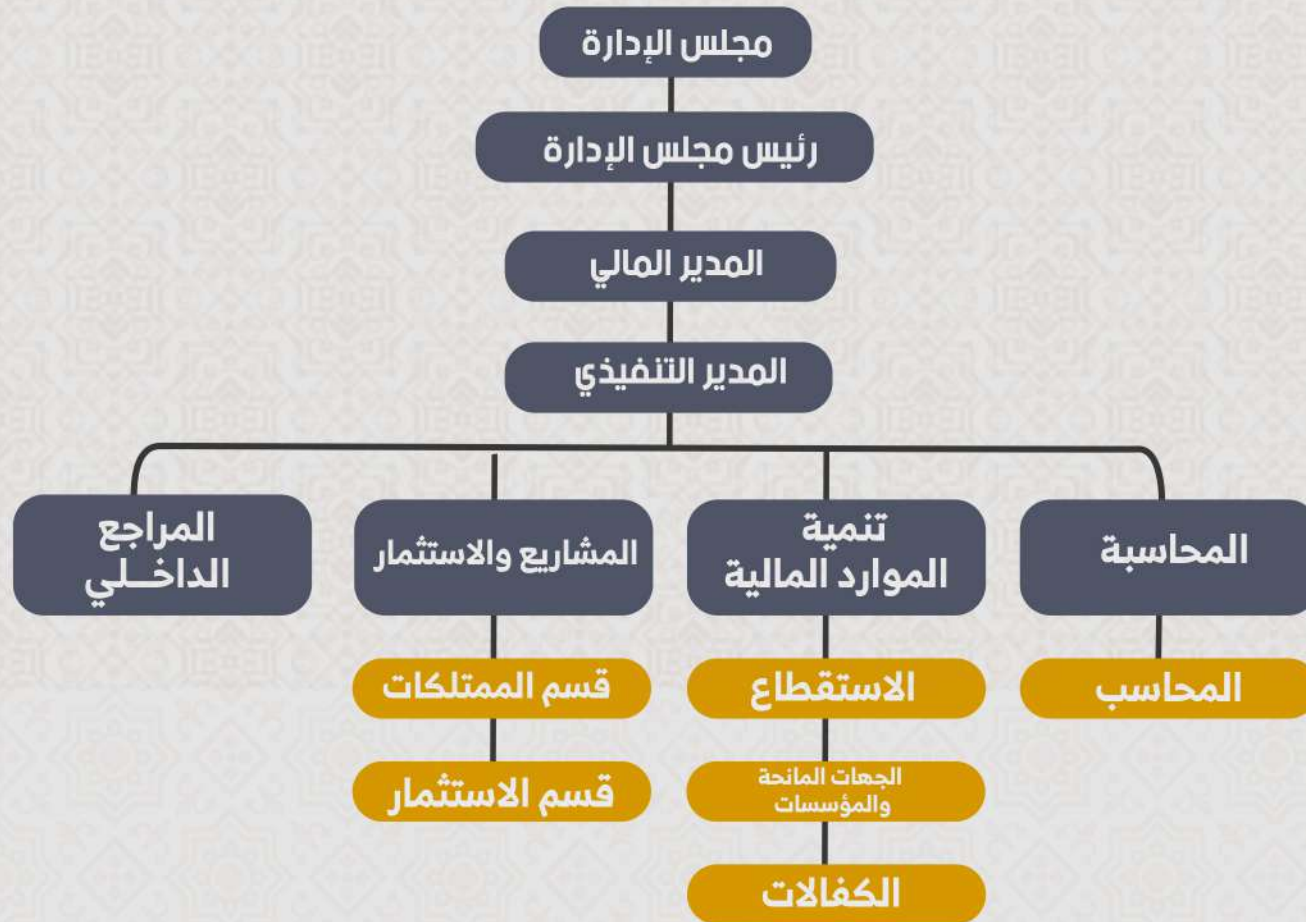 مجلس الإدارة
رئيس مجلس الإدارة
المدير المالي
المدير التنفيذي
المحاسبة
تنمية
الموارد المالية
المشاريع والاستثمار
المراجع
الداخــلي
المحاسب
الاستقطاع
قسم الممتلكات
الجهات المانحة
والمؤسسات
قسم الاستثمار
الكفالات